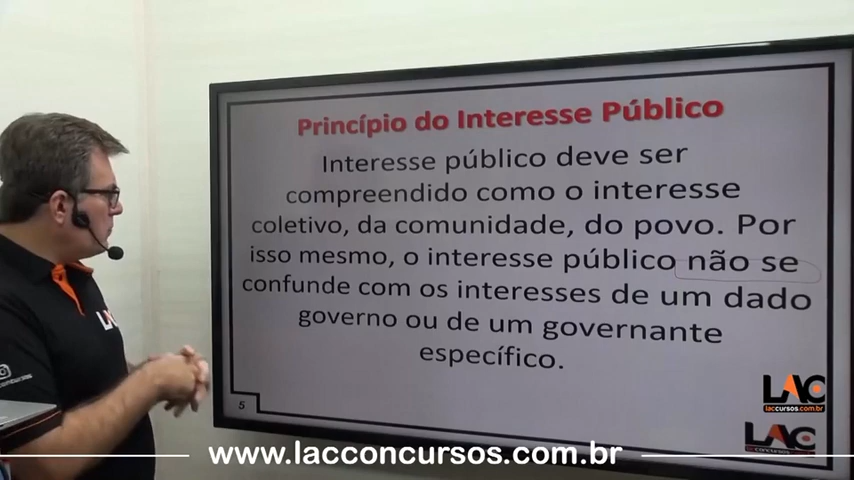 Princípio do Interesse Público
Interesse público deve ser
compreendido como o interesse
coletivo, da comunidade, do povo. Por
isso mesmo, o interesse público não se
confunde com os interesses de um dado
governo ou de um governante
específico.
5
LAC
laccursos.com.br
LAC
LAC
www.lacconcursos.com.br